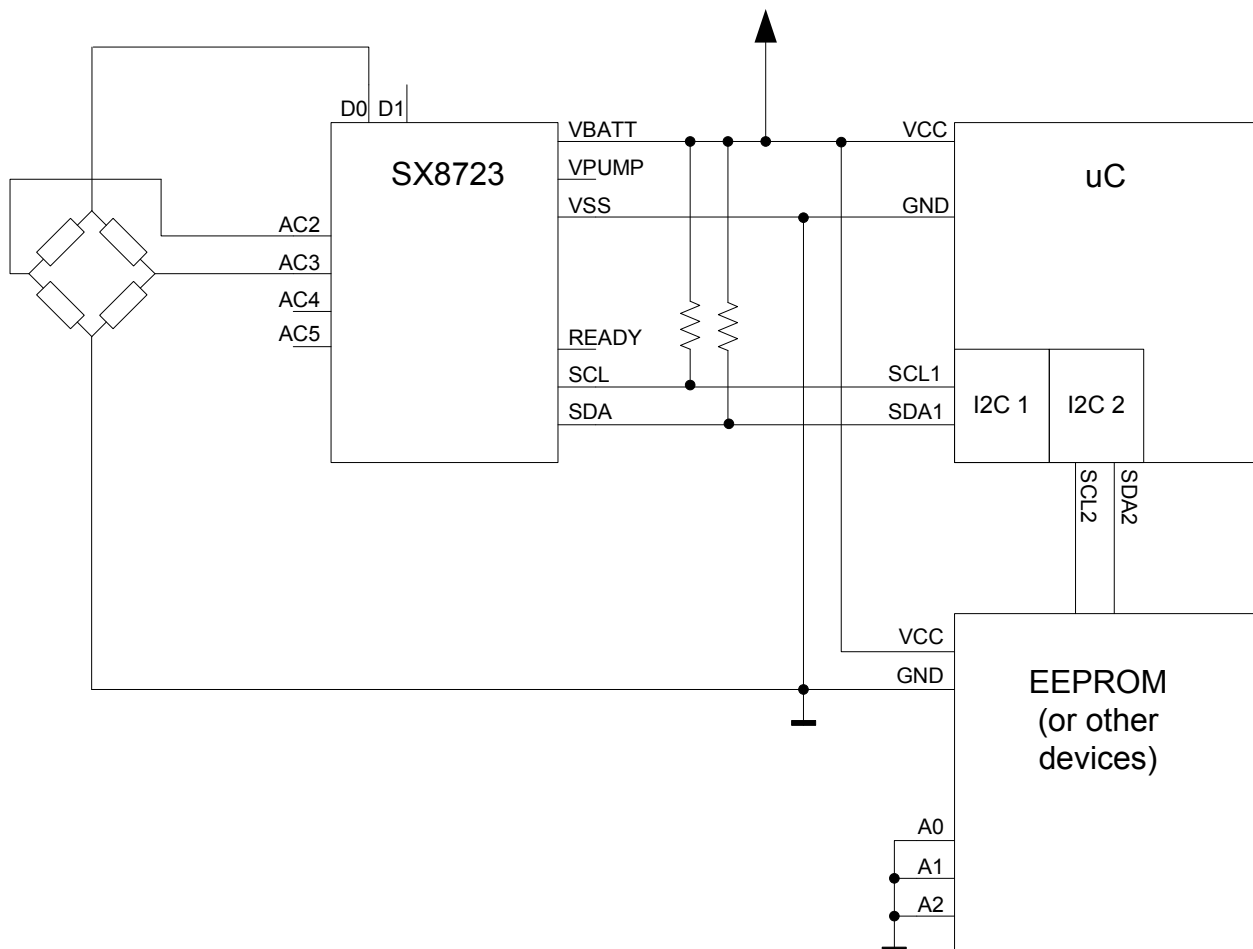 D0 D1
SX8723
VBATT
VPUMP
VSS
AC2
AC3
AC4
AC5
READY
SCL
SDA
VCC
uC
GND
SCL1
SDA1
I2C 1
I2C 2
SCL2
SDA2
VCC
GND
EEPROM
(or other
devices)
A0
A1
A2